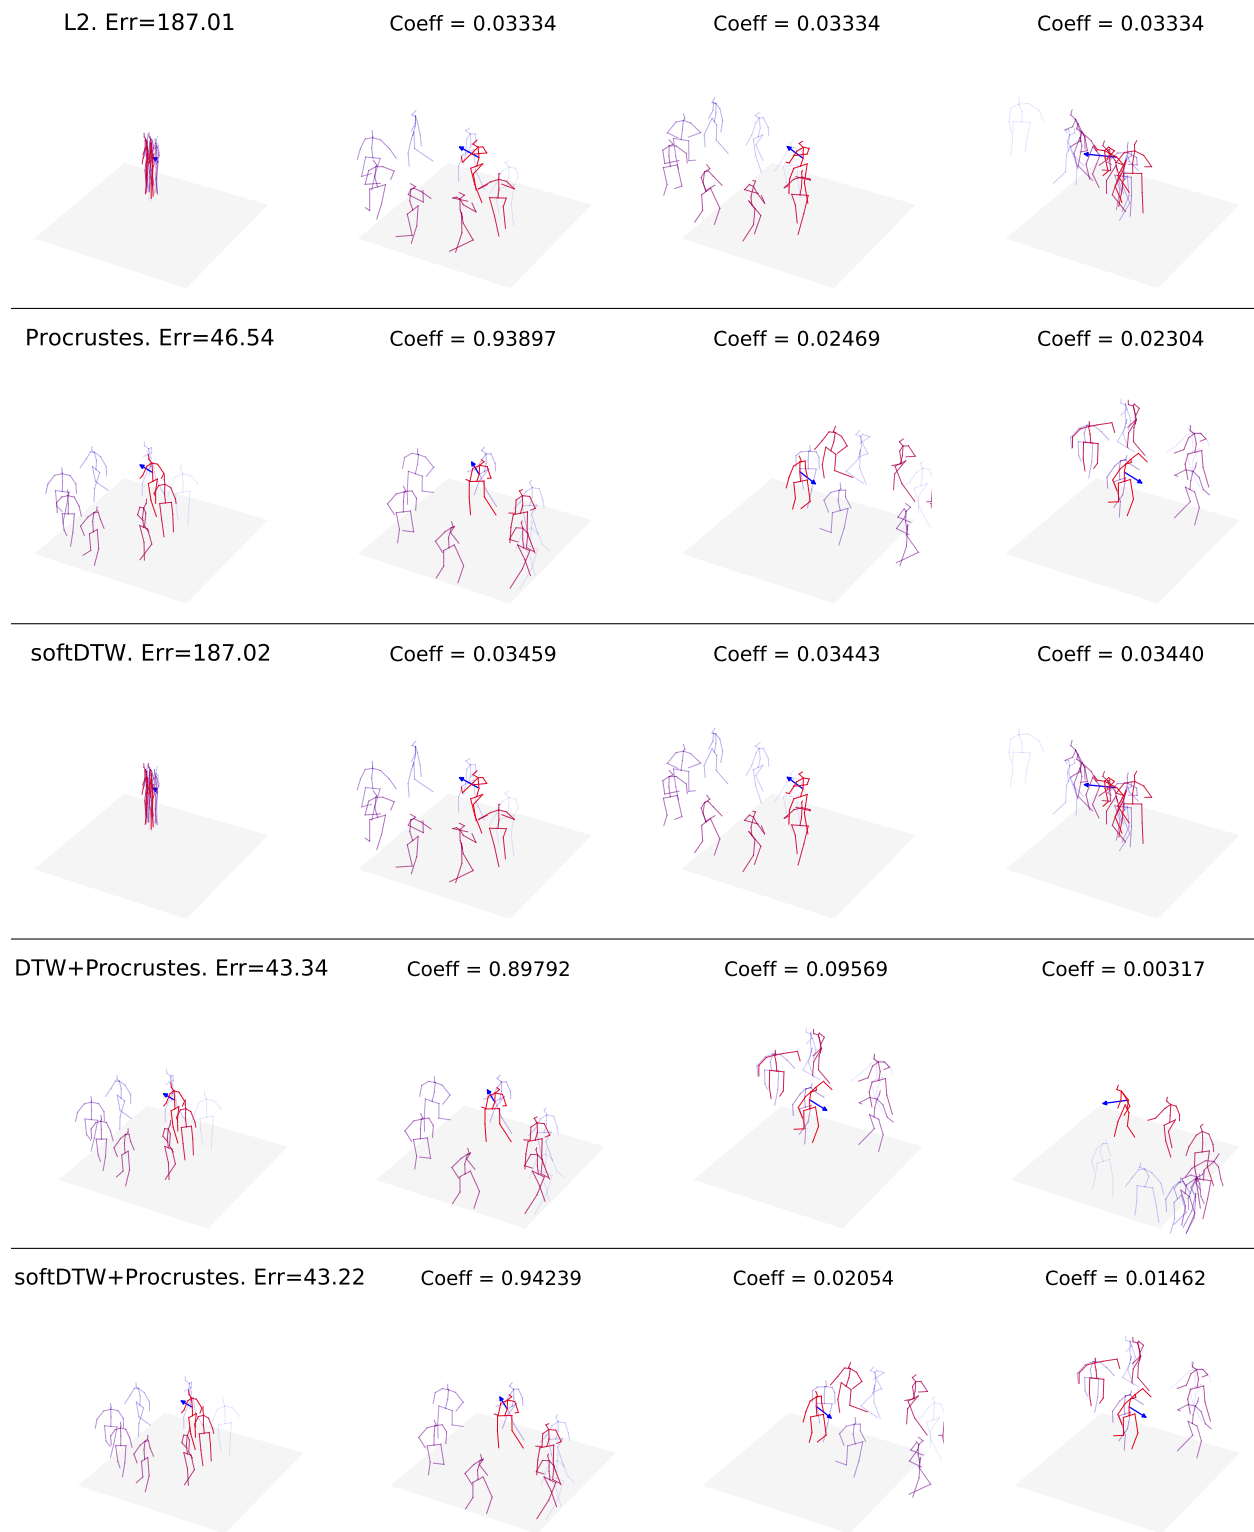 L2. Err=187.01 Coeff = 0.03334 Coeff = 0.03334 Coeff = 0.03334
Procrustes. Err=46.54 Coeff = 0.93897 Coeff = 0.02469 Coeff = 0.02304
softDTW. Err=187.02 Coeff = 0.03459 Coeff = 0.03443 Coeff = 0.03440
DTW+Procrustes. Err=43.34 Coeff = 0.89792 Coeff = 0.09569 Coeff = 0.00317
softDTW+Procrustes. Err=43.22 Coeff = 0.94239 Coeff = 0.02054 Coeff = 0.01462